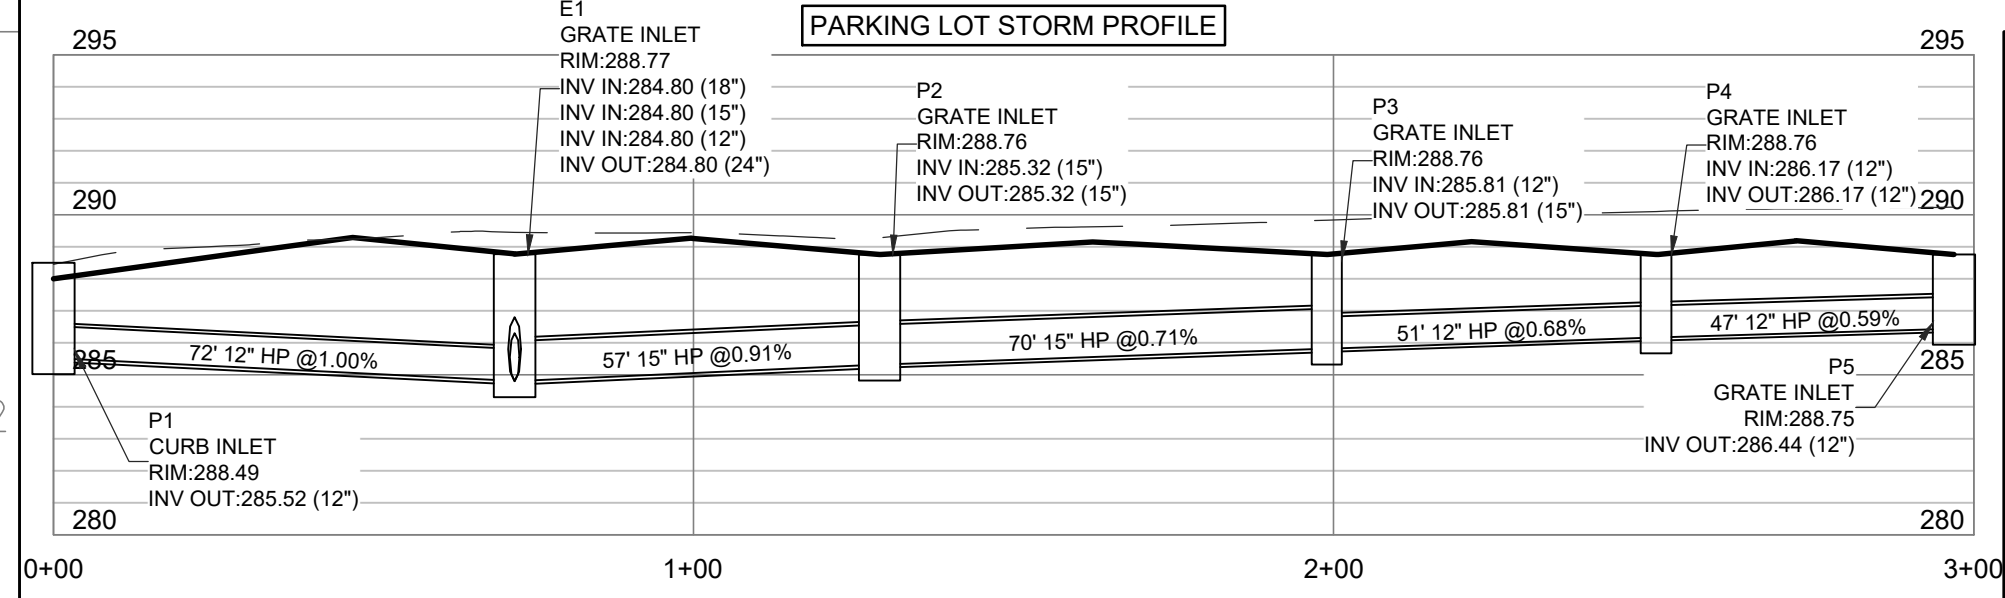 PARKING LOT STORM PROFILE
295
295
E1
GRATE INLET
RIM:288.77
INV IN:284.80 (18")
INV IN:284.80 (15")
INV IN:284.80 (12")
INV OUT:284.80 (24")
P2
GRATE INLET
RIM:288.76
INV IN:285.32 (15")
INV OUT:285.32 (15")
P3
GRATE INLET
RIM:288.76
INV IN:285.81 (12")
INV OUT:285.81 (15")
P4
GRATE INLET
RIM:288.76
INV IN:286.17 (12")
INV OUT:286.17 (12")
290
290
72' 12" HP @1.00%
57' 15" HP @0.91%
70' 15" HP @0.71%
51' 12" HP @0.68%
47' 12" HP @0.59%
285
285
P1
CURB INLET
RIM:288.49
INV OUT:285.52 (12")
P5
GRATE INLET
RIM:288.75
INV OUT:286.44 (12")
280
280
0+00
1+00
2+00
3+00